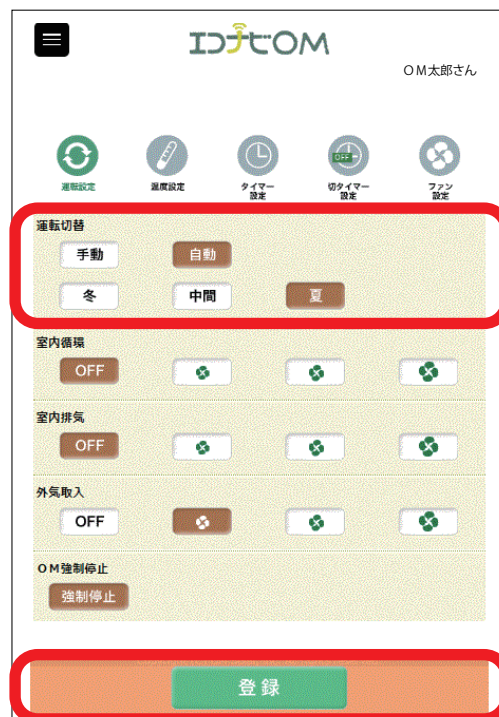 エコナビOM
OM太郎さん
OFF
運転設定
温度設定
タイマー
設定
切タイマー
設定
ファン
設定
運転切替
手動 自動
冬 中間 夏
室内循環
OFF
室内排気
OFF
外気取入
OFF
OM強制停止
強制停止
登録